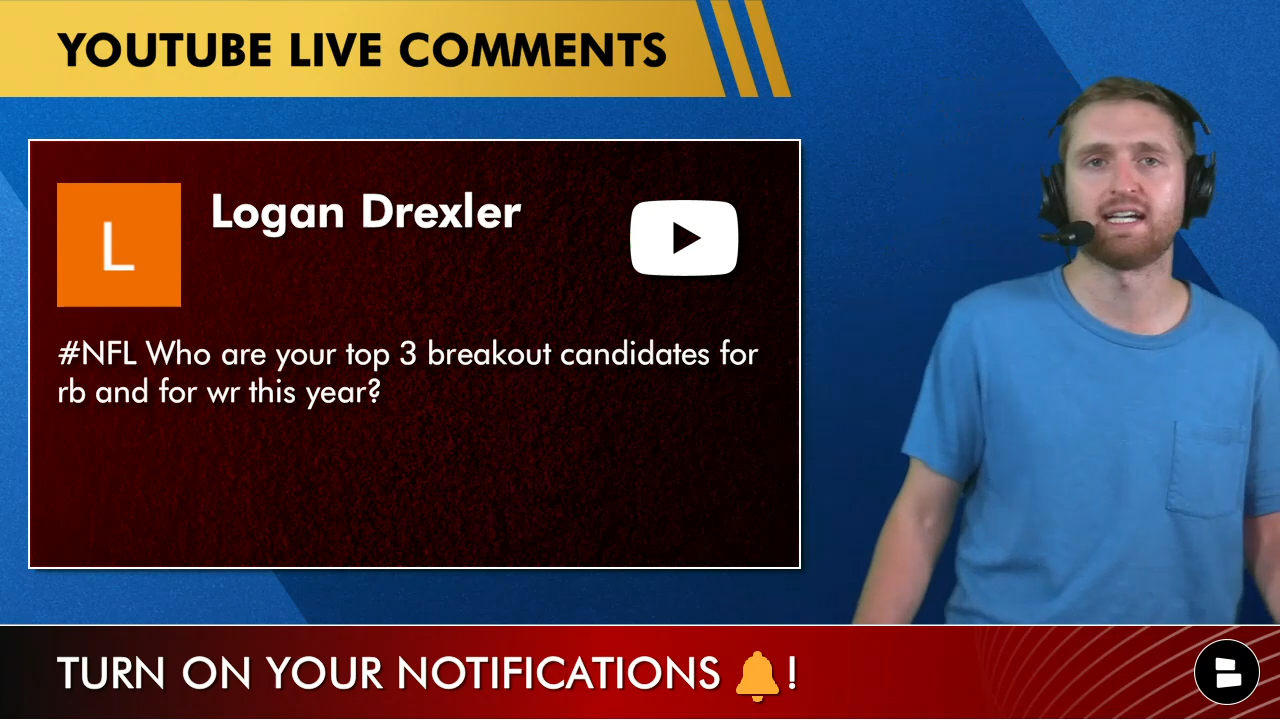 YOUTUBE LIVE COMMENTS
L
Logan Drexler
#NFL Who are your top 3 breakout candidates for
rb and for wr this year?
TURN ON YOUR NOTIFICATIONS 🔔!